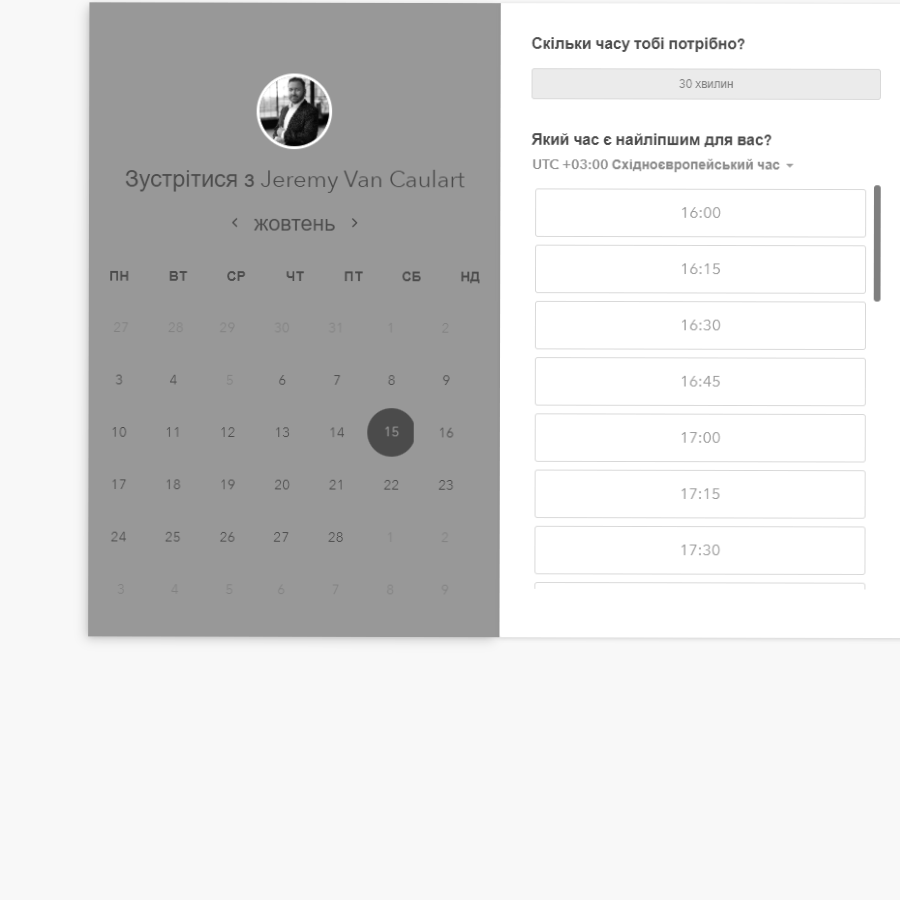 Зустрітися з Jeremy Van Caulart
жовтень
ПН ВТ СР ЧТ ПТ СБ НД
27 28 29 30 31 1 2
3 4 5 6 7 8 9
10 11 12 13 14 15 16
17 18 19 20 21 22 23
24 25 26 27 28 1 2
3 4 5 6 7 8 9
Скільки часу тобі потрібно?
30 хвилин
Який час є найліпшим для вас?
UTC +03:00 Східноєвропейський час
16:00
16:15
16:30
16:45
17:00
17:15
17:30